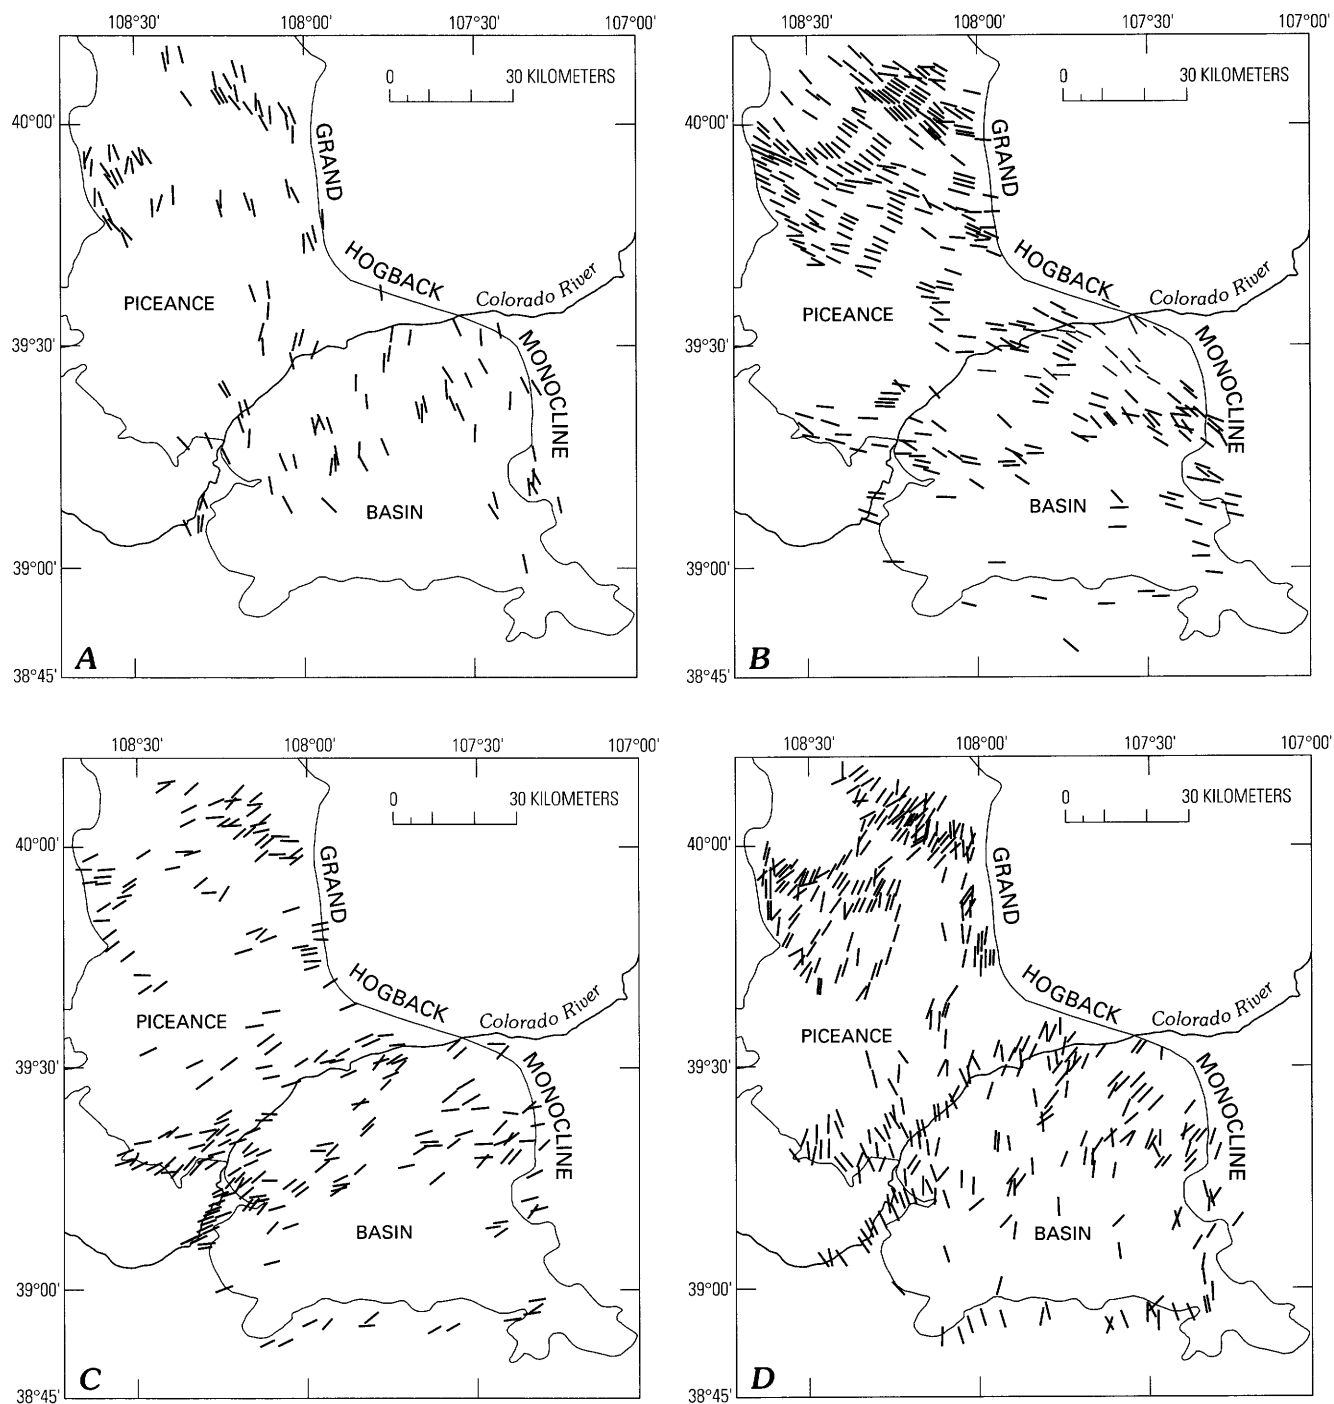 108°30' 108°00' 107°30' 107°00'
0 30 KILOMETERS
40°00'
GRAND
HOGBACK
Colorado River
PICEANCE
39°30'
MONOCLINE
BASIN
39°00'
A
38°45'
108°30' 108°00' 107°30' 107°00'
0 30 KILOMETERS
40°00'
GRAND
HOGBACK
Colorado River
PICEANCE
39°30'
MONOCLINE
BASIN
39°00'
B
38°45'
108°30' 108°00' 107°30' 107°00'
0 30 KILOMETERS
40°00'
GRAND
HOGBACK
Colorado River
PICEANCE
39°30'
MONOCLINE
BASIN
39°00'
C
38°45'
108°30' 108°00' 107°30' 107°00'
0 30 KILOMETERS
40°00'
GRAND
HOGBACK
Colorado River
PICEANCE
39°30'
MONOCLINE
BASIN
39°00'
D
38°45'